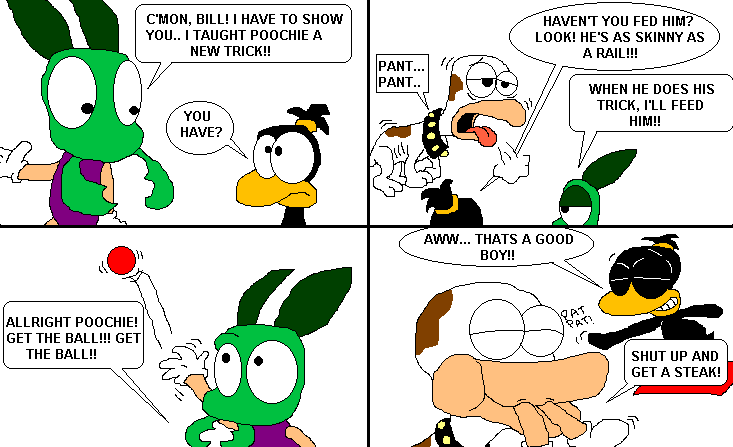 C'MON, BILL! I HAVE TO SHOW
YOU.. I TAUGHT POOCHIE A
NEW TRICK!!
YOU
HAVE?
HAVEN'T YOU FED HIM?
LOOK! HE'S AS SKINNY AS
A RAIL!!!
PANT...
PANT..
WHEN HE DOES HIS
TRICK, I'LL FEED
HIM!!
ALLRIGHT POOCHIE!
GET THE BALL!!! GET
THE BALL!!
AWW... THATS A GOOD
BOY!!
PAT
PAT!
SHUT UP AND
GET A STEAK!